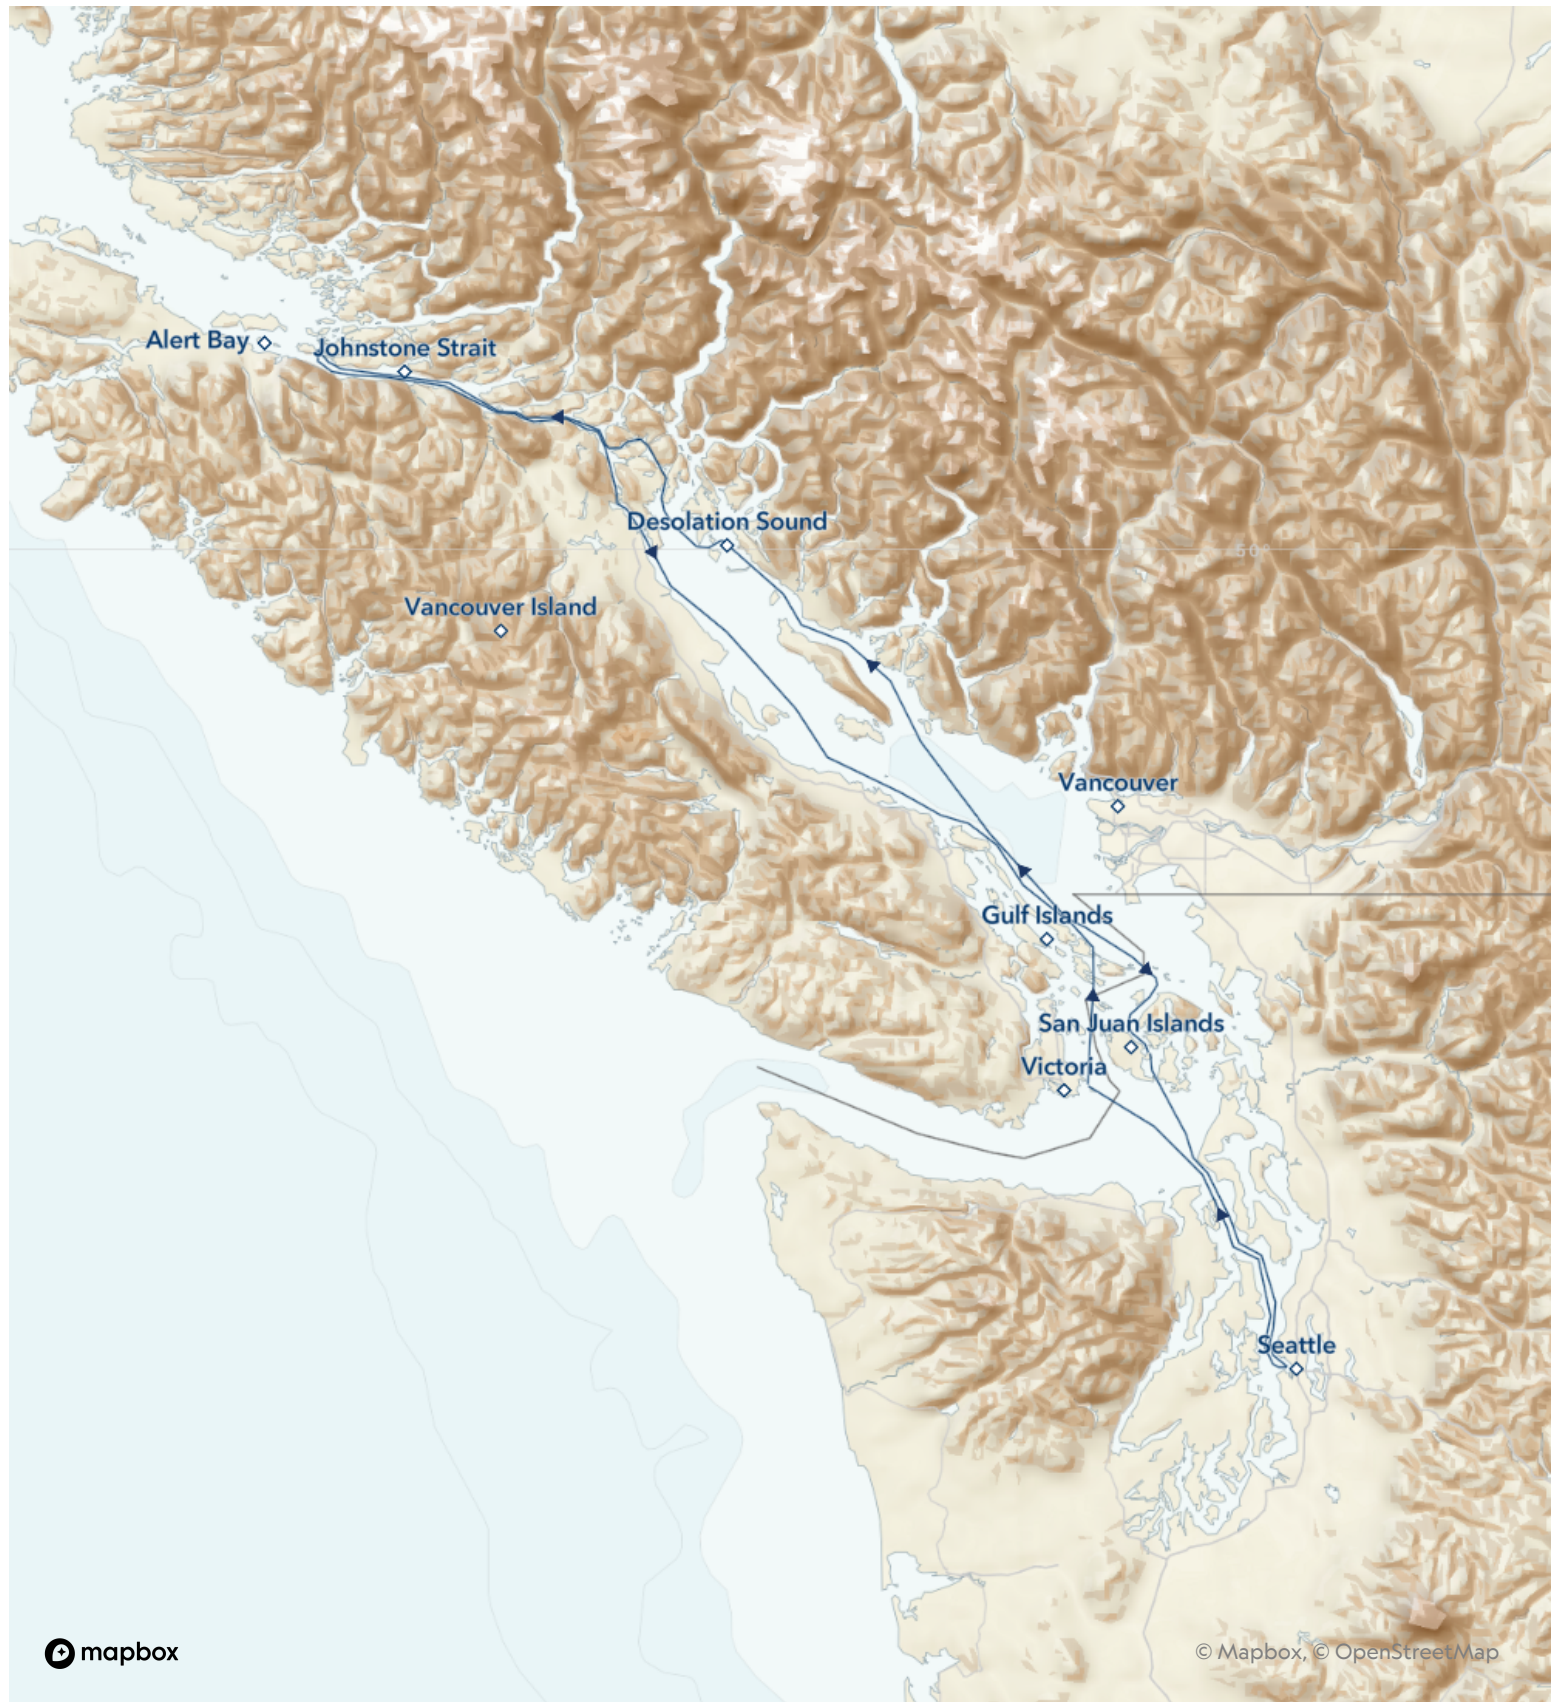 Alert Bay
Johnstone Strait
Desolation Sound
50°
Vancouver Island
Vancouver
Gulf Islands
San Juan Islands
Victoria
Seattle
mapbox
© Mapbox, © OpenStreetMap